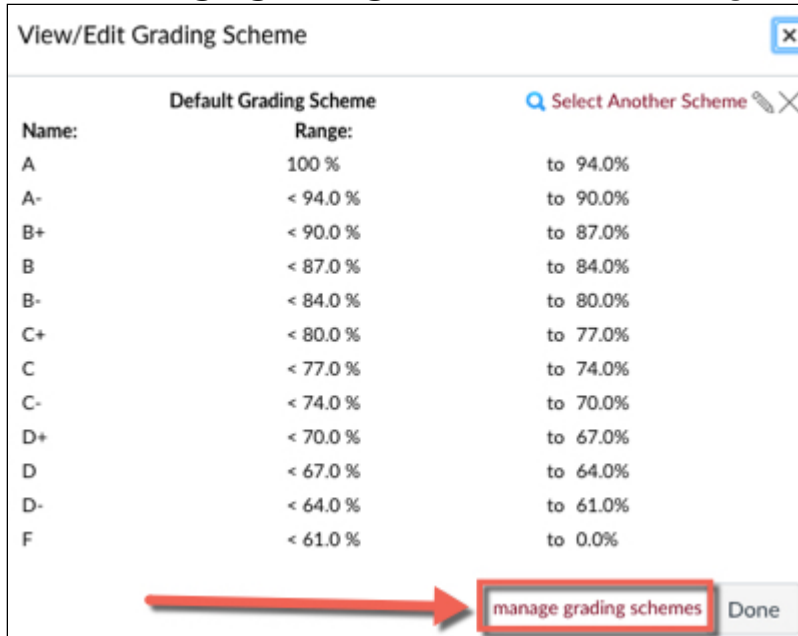 View/Edit Grading Scheme
Default Grading Scheme Select Another Scheme
Name: Range:
A 100 % to 94.0%
A- < 94.0 % to 90.0%
B+ < 90.0 % to 87.0%
B < 87.0 % to 84.0%
B- < 84.0 % to 80.0%
C+ < 80.0 % to 77.0%
C < 77.0 % to 74.0%
C- < 74.0 % to 70.0%
D+ < 70.0 % to 67.0%
D < 67.0 % to 64.0%
D- < 64.0 % to 61.0%
F < 61.0 % to 0.0%
manage grading schemes Done